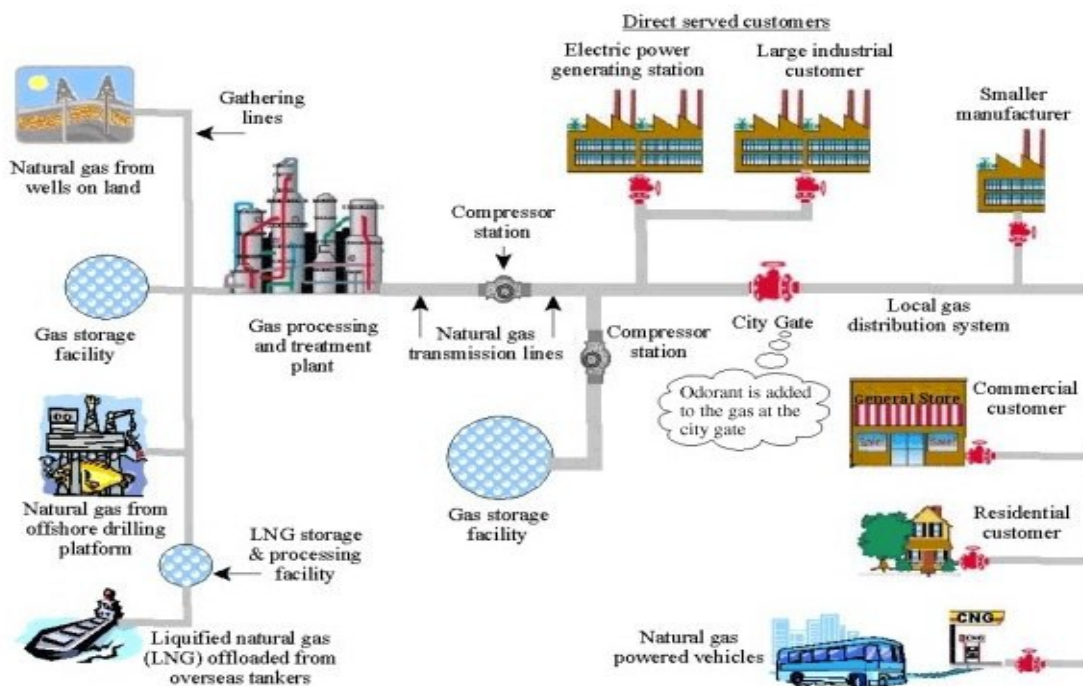 Direct served customers
Electric power
generating station
Large industrial
customer
Smaller
manufacturer
Gathering
lines
Natural gas from
wells on land
Compressor
station
Gas storage
facility
Gas processing
and treatment
plant
Natural gas
transmission lines
Compressor
station
City Gate
Local gas
distribution system
Odorant is added
to the gas at the
city gate
General Store
Sale!
Sale!
Commercial
customer
Natural gas from
offshore drilling
platform
Gas storage
facility
Residential
customer
LNG storage
& processing
facility
Liquified natural gas
(LNG) offloaded from
overseas tankers
Natural gas
powered vehicles
CNG
CNG